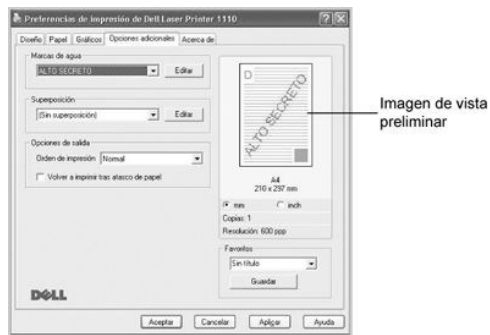 Preferencias de impresión de Dell Laser Printer 1110
Diseño Papel Gráficos Opciones adicionales Acerca de
Marcas de agua
ALTO SECRETO
Editar
Superposición
(Sin superposición)
Editar
Opciones de salida
Orden de impresión Normal
Volver a imprimir tras atasco de papel
D
ALTO SECRETO
A4
210 x 297 mm
mm inch
Copias: 1
Resolución: 600 ppp
Favoritos
Sin título
Guardar
DELL
Aceptar Cancelar Aplicar Ayuda
Imagen de vista
preliminar